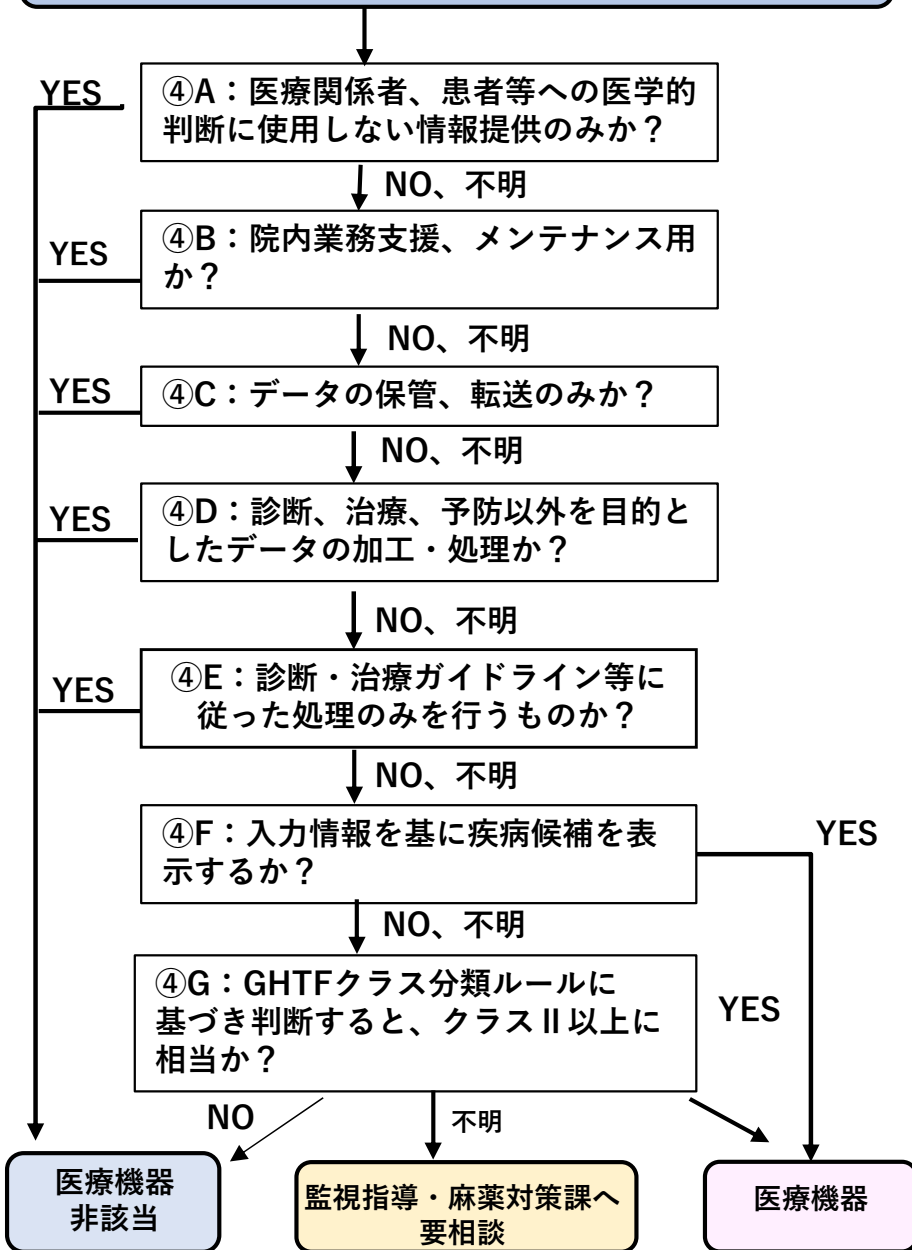 YES
④A：医療関係者、患者等への医学的
判断に使用しない情報提供のみか？
NO、不明
YES
④B：院内業務支援、メンテナンス用
か？
NO、不明
YES
④C：データの保管、転送のみか？
NO、不明
YES
④D：診断、治療、予防以外を目的と
したデータの加工・処理か？
NO、不明
YES
④E：診断・治療ガイドライン等に
従った処理のみを行うものか？
NO、不明
④F：入力情報を基に疾病候補を表
示するか？
YES
NO、不明
④G：GHTFクラス分類ルールに
基づき判断すると、クラスⅡ以上に
相当か？
YES
NO
不明
医療機器
非該当
監視指導・麻薬対策課へ
要相談
医療機器